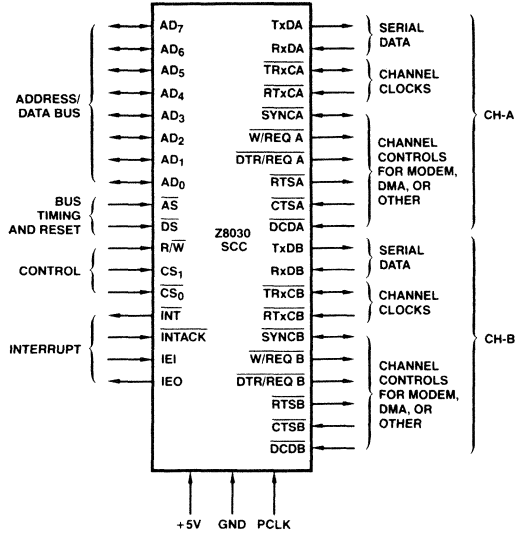 AD7
AD6
AD5
AD4
AD3
AD2
AD1
AD0
AS
DS
R/W
CS1
CS0
INT
INTACK
IEI
IEO
ADDRESS/
DATA BUS
BUS
TIMING
AND RESET
CONTROL
INTERRUPT
Z8030
SCC
TxDA
RxDA
TRxCA
RTxCA
SYNCA
W/REQ A
DTR/REQ A
RTSA
CTSA
DCDA
TxDB
RxDB
TRxCB
RTxCB
SYNCB
W/REQ B
DTR/REQ B
RTSB
CTSB
DCDB
SERIAL
DATA
CHANNEL
CLOCKS
CHANNEL
CONTROLS
FOR MODEM,
DMA, OR
OTHER
CH-A
SERIAL
DATA
CHANNEL
CLOCKS
CHANNEL
CONTROLS
FOR MODEM,
DMA, OR
OTHER
CH-B
+5V GND PCLK